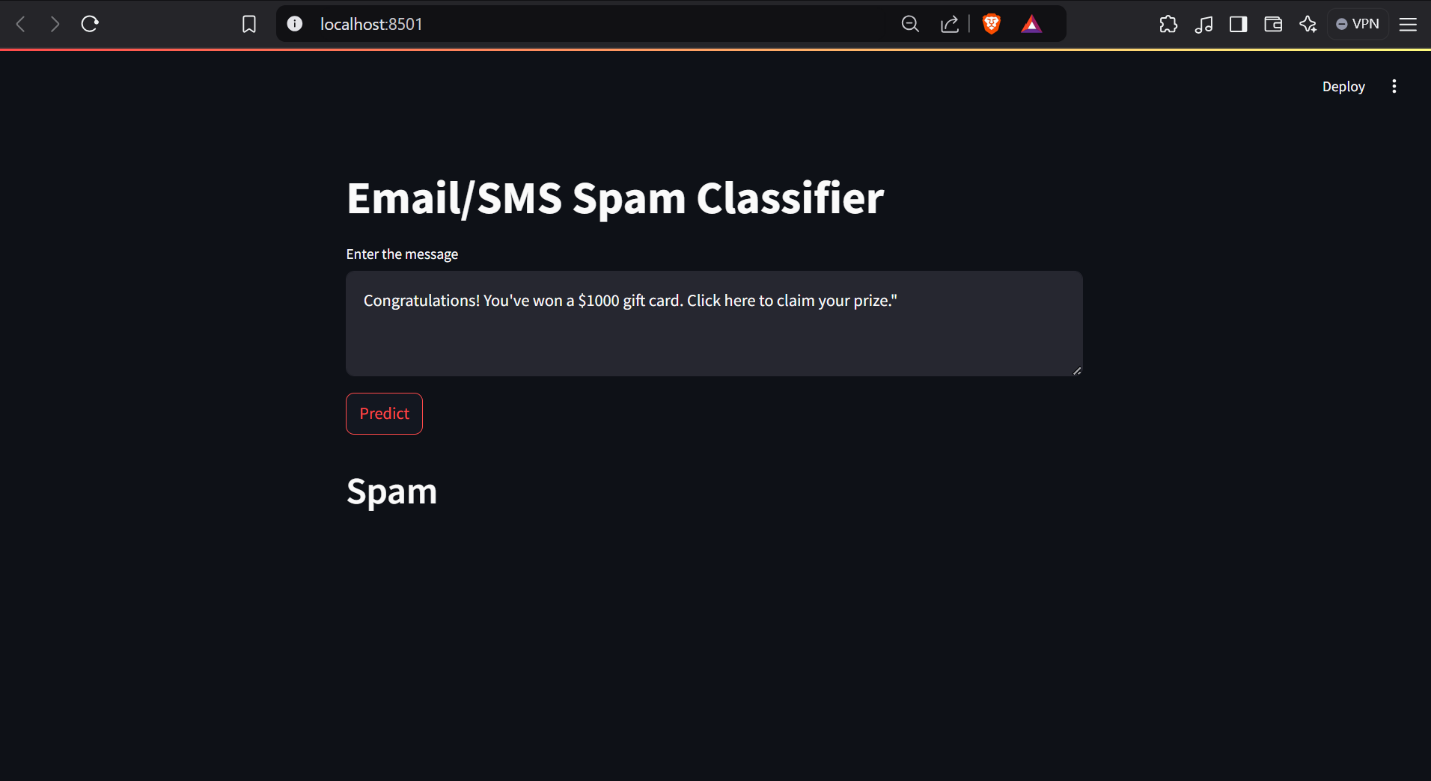 localhost:8501
VPN
Deploy
Email/SMS Spam Classifier
Enter the message
Congratulations! You've won a $1000 gift card. Click here to claim your prize."
Predict
Spam